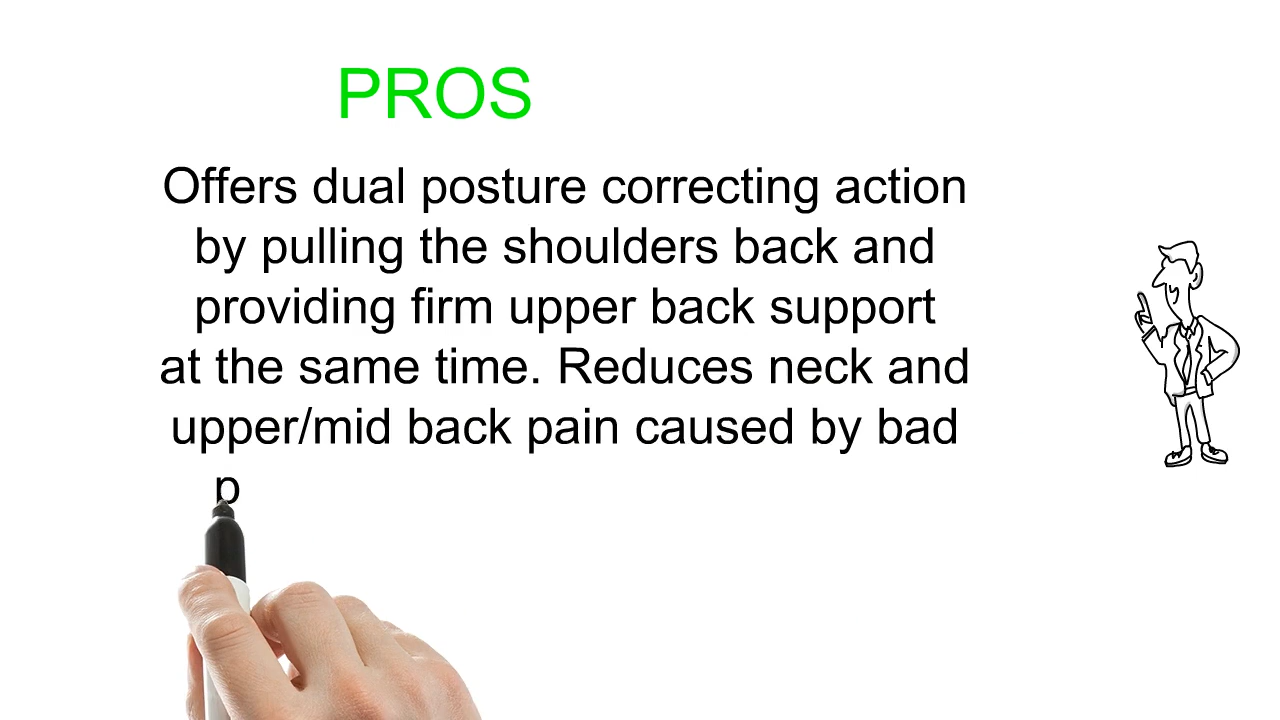 PROS
Offers dual posture correcting action
by pulling the shoulders back and
providing firm upper back support
at the same time. Reduces neck and
upper/mid back pain caused by bad
p